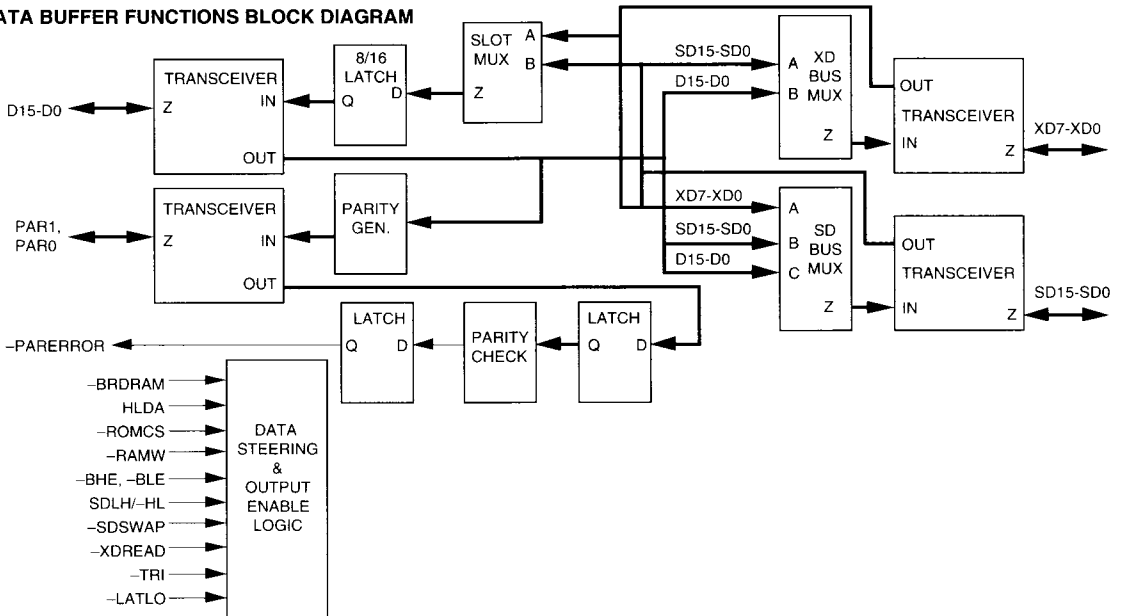 ATA BUFFER FUNCTIONS BLOCK DIAGRAM
D15-D0
TRANSCEIVER
Z
IN
OUT
8/16
LATCH
Q D
SLOT
MUX
A
B
Z
SD15-SD0
D15-D0
A
B
XD
BUS
MUX
Z
OUT
TRANSCEIVER
IN
Z
XD7-XD0
PAR1,
PAR0
TRANSCEIVER
Z
IN
OUT
PARITY
GEN.
XD7-XD0
SD15-SD0
D15-D0
A
B
C
SD
BUS
MUX
Z
OUT
TRANSCEIVER
IN
Z
SD15-SD0
–PARERROR
LATCH
Q D
PARITY
CHECK
LATCH
Q D
–BRDRAM
HLDA
–ROMCS
–RAMW
–BHE, –BLE
SDLH/–HL
–SDSWAP
–XDREAD
–TRI
–LATLO
DATA
STEERING
&
OUTPUT
ENABLE
LOGIC